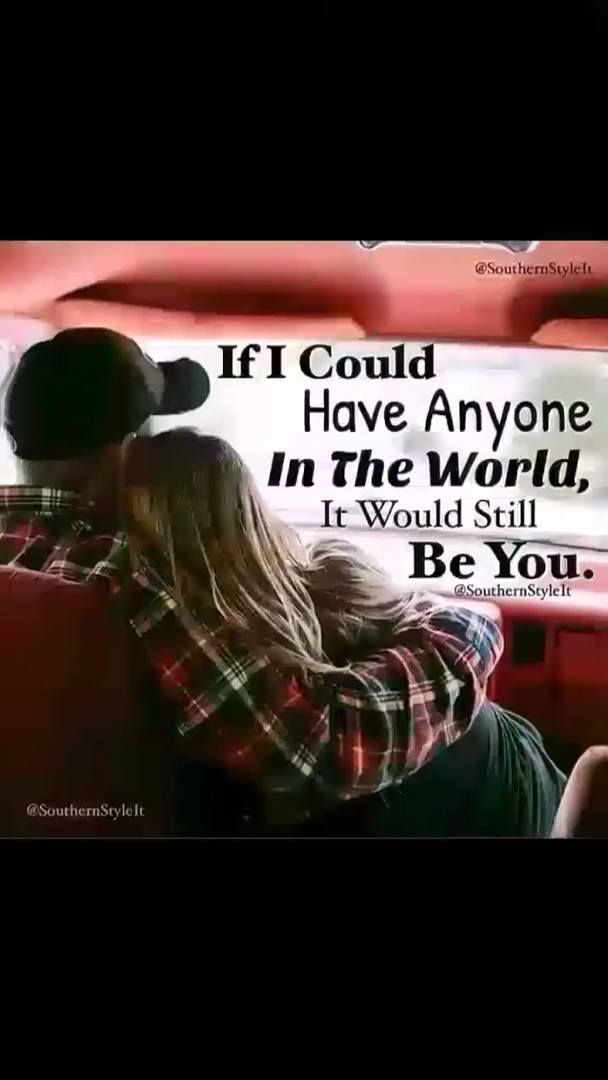 @SouthernStyleIt
If I Could
Have Anyone
In The World,
It Would Still
Be You.
@SouthernStyleIt
@SouthernStyleIt